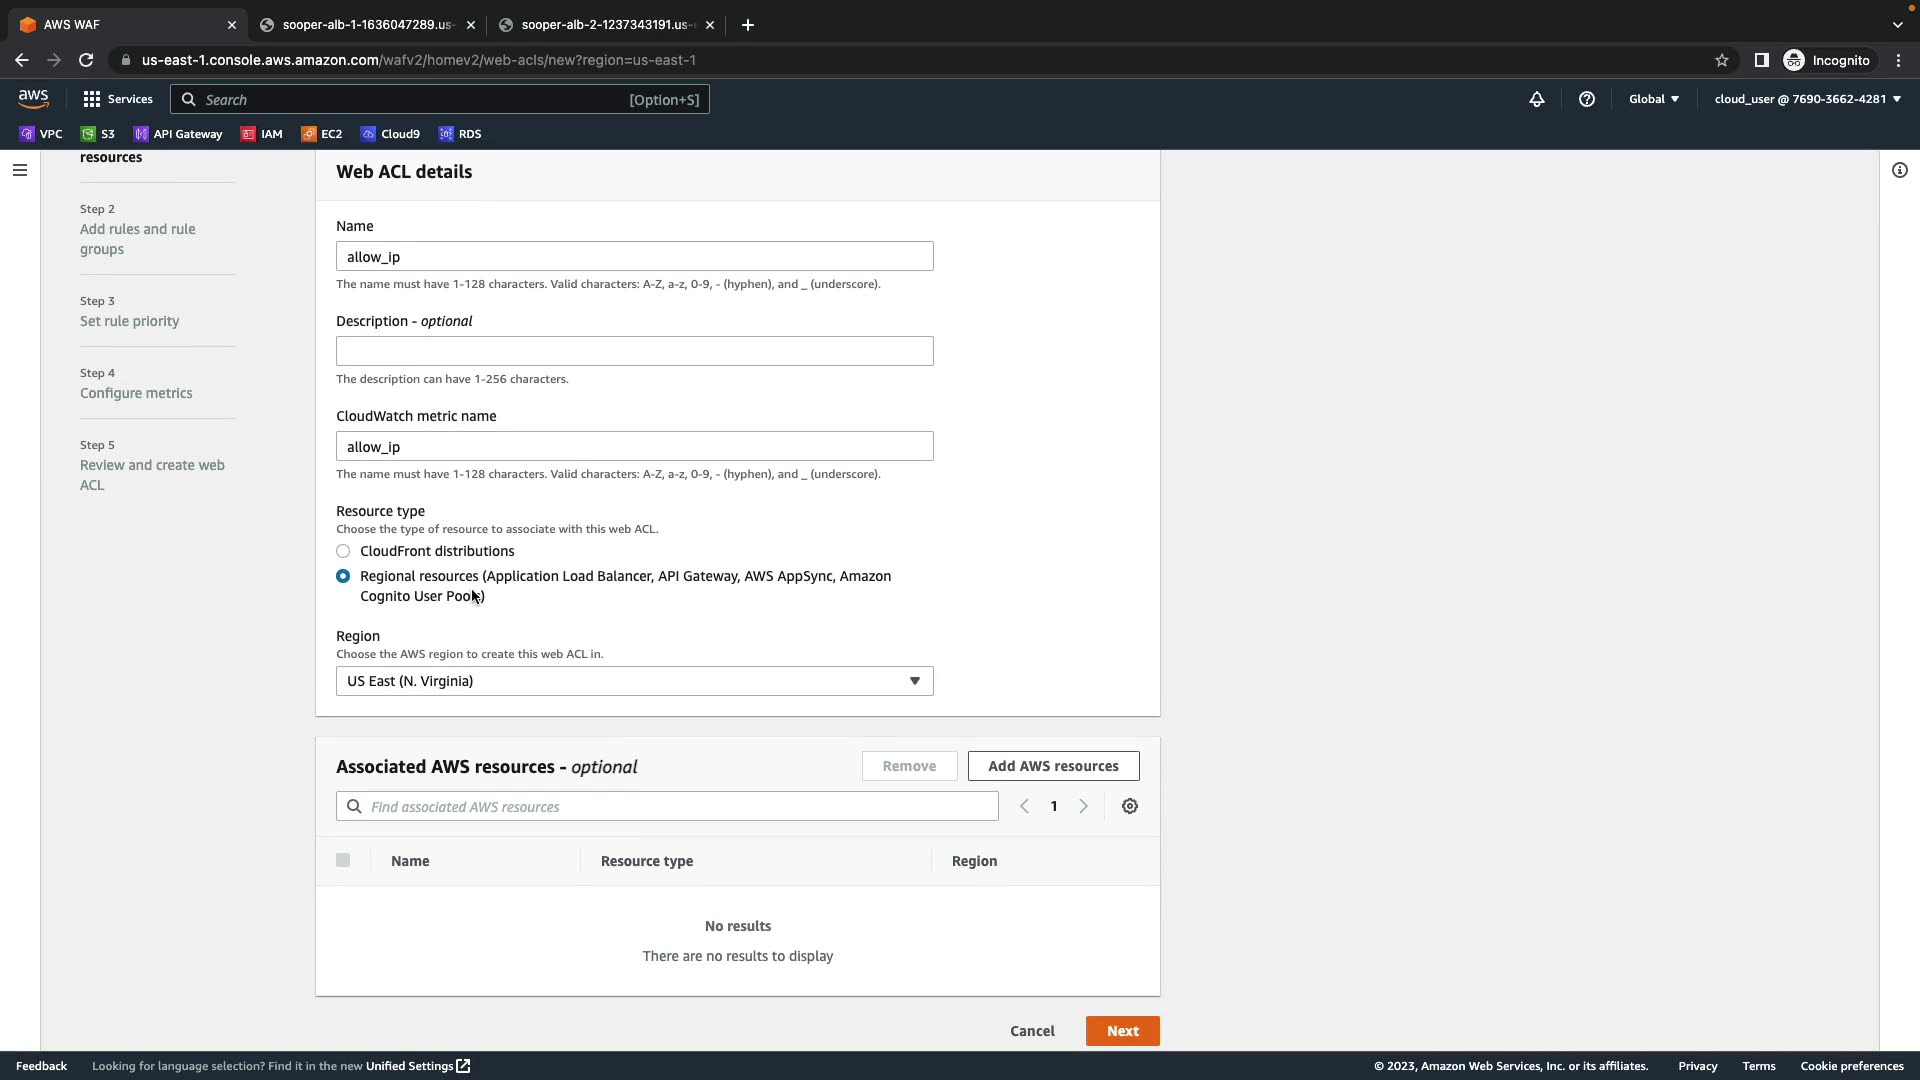 AWS WAF
sooper-alb-1-1636047289.us-
sooper-alb-2-1237343191.us-
us-east-1.console.aws.amazon.com/wafv2/homev2/web-acls/new?region=us-east-1
Incognito
aws
Services
Search
[Option+S]
Global
cloud_user @ 7690-3662-4281
VPC
S3
API Gateway
IAM
EC2
Cloud9
RDS
resources
Step 2
Add rules and rule
groups
Step 3
Set rule priority
Step 4
Configure metrics
Step 5
Review and create web
ACL
Web ACL details
Name
allow_ip
The name must have 1-128 characters. Valid characters: A-Z, a-z, 0-9, - (hyphen), and _ (underscore).
Description - optional
The description can have 1-256 characters.
CloudWatch metric name
allow_ip
The name must have 1-128 characters. Valid characters: A-Z, a-z, 0-9, - (hyphen), and _ (underscore).
Resource type
Choose the type of resource to associate with this web ACL.
CloudFront distributions
Regional resources (Application Load Balancer, API Gateway, AWS AppSync, Amazon
Cognito User Pools)
Region
Choose the AWS region to create this web ACL in.
US East (N. Virginia)
Associated AWS resources - optional
Remove
Add AWS resources
Find associated AWS resources
1
Name
Resource type
Region
No results
There are no results to display
Cancel
Next
Feedback
Looking for language selection? Find it in the new Unified Settings
© 2023, Amazon Web Services, Inc. or its affiliates.
Privacy
Terms
Cookie preferences